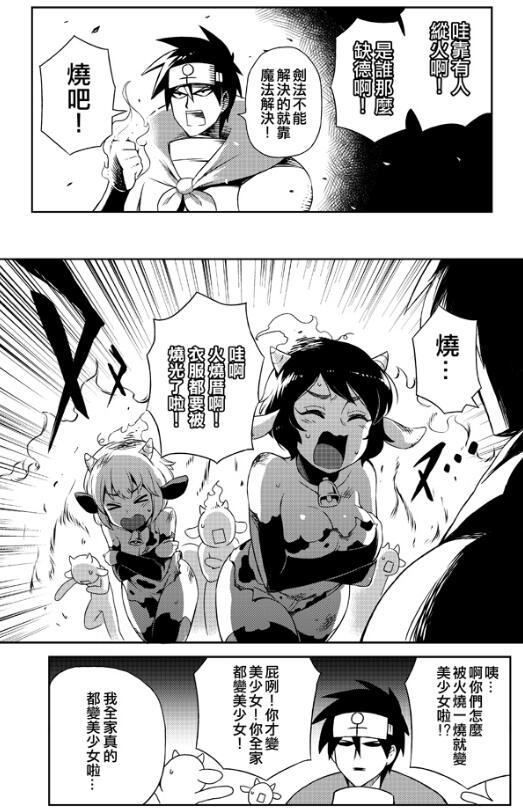 哇靠有人
縱火啊！
是誰那麼
缺德啊！
劍法不能
解決的就靠
魔法解決！
燒吧！
燒…
哇啊
火燒厝啊！
衣服都要被
燒光了啦！
咦…
啊你們怎麼
被火燒一燒就變
美少女啦!?
屁咧！你才變
美少女！你全家
都變美少女！
我全家真的
都變美少女啦…